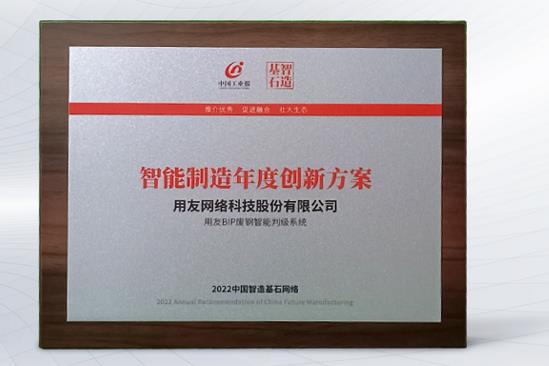 中国工业报
智造
基石
推介优秀 促进融合 壮大生态
智能制造年度创新方案
用友网络科技股份有限公司
用友BIP废钢智能判级系统
2022中国智造基石网络
2022 Annual Recommendation of China Future Manufacturing